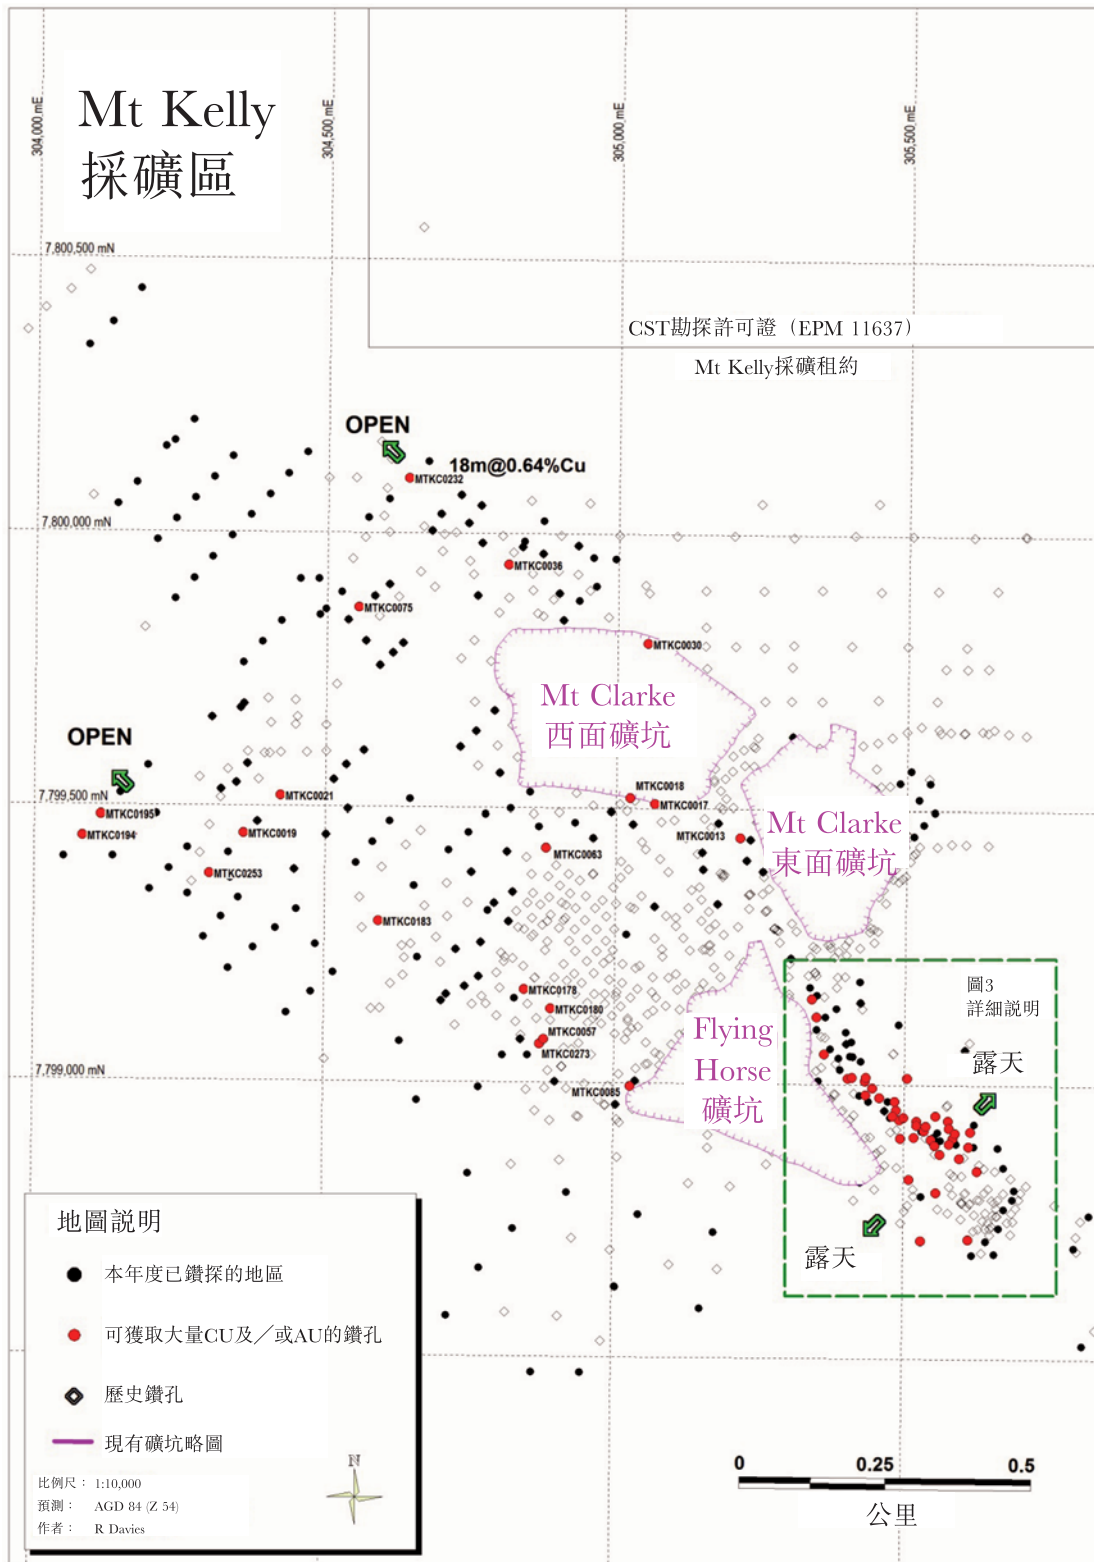 Mt Kelly
採礦區
304,000 mE
304,500 mE
305,000 mE
305,500 mE
7,800,500 mN
CST勘探許可證（EPM 11637）
Mt Kelly採礦租約
OPEN
18m@0.64%Cu
MTKC0232
7,800,000 mN
MTKC0036
MTKC0075
MTKC0030
Mt Clarke
西面礦坑
OPEN
MTKC0018
MTKC0021
7,799,500 mN
MTKC0017
MTKC0195
MTKC0194
MTKC0019
MTKC0013
Mt Clarke
東面礦坑
MTKC0063
MTKC0253
MTKC0183
圖3
詳細說明
MTKC0178
MTKC0180
Flying
Horse
礦坑
MTKC0057
MTKC0273
露天
7,799,000 mN
MTKC0085
露天
地圖說明
本年度已鑽探的地區
可獲取大量CU及／或AU的鑽孔
歷史鑽孔
現有礦坑略圖
比例尺： 1:10,000
預測： AGD 84 (Z 54)
作者： R Davies
N
0 0.25 0.5
公里